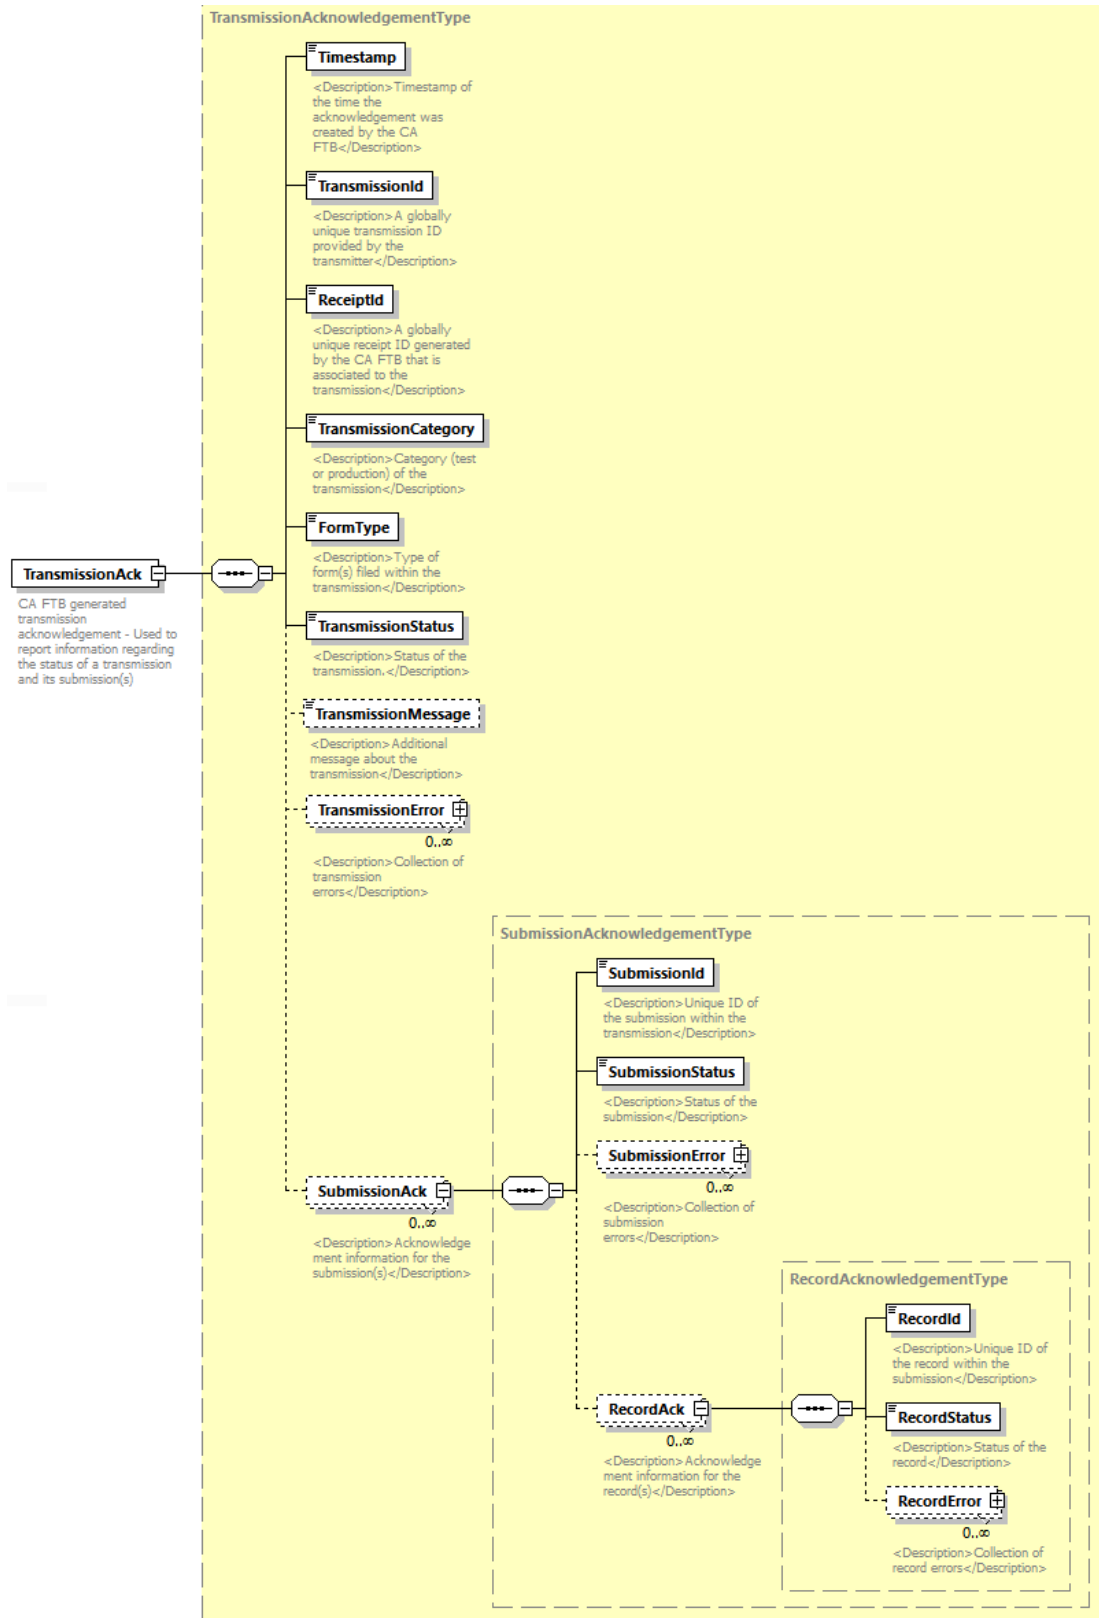 TransmissionAcknowledgementType
Timestamp
<Description>Timestamp of
the time the
acknowledgement was
created by the CA
FTB</Description>
TransmissionId
<Description>A globally
unique transmission ID
provided by the
transmitter</Description>
ReceiptId
<Description>A globally
unique receipt ID generated
by the CA FTB that is
associated to the
transmission</Description>
TransmissionCategory
<Description>Category (test
or production) of the
transmission</Description>
FormType
<Description>Type of
form(s) filed within the
transmission</Description>
TransmissionAck
CA FTB generated
transmission
acknowledgement - Used to
report information regarding
the status of a transmission
and its submission(s)
TransmissionStatus
<Description>Status of the
transmission.</Description>
TransmissionMessage
<Description>Additional
message about the
transmission</Description>
TransmissionError
0..∞
<Description>Collection of
transmission
errors</Description>
SubmissionAcknowledgementType
SubmissionId
<Description>Unique ID of
the submission within the
transmission</Description>
SubmissionStatus
<Description>Status of the
submission</Description>
SubmissionError
0..∞
<Description>Collection of
submission
errors</Description>
SubmissionAck
0..∞
<Description>Acknowledge
ment information for the
submission(s)</Description>
RecordAcknowledgementType
RecordId
<Description>Unique ID of
the record within the
submission</Description>
RecordAck
0..∞
<Description>Acknowledge
ment information for the
record(s)</Description>
RecordStatus
<Description>Status of the
record</Description>
RecordError
0..∞
<Description>Collection of
record errors</Description>